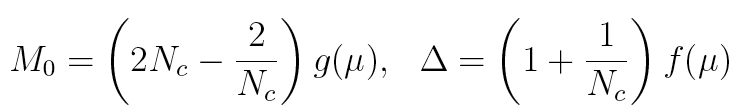 $M_0 = \left( 2N_c - \frac{2}{N_c} \right) g(\mu), \quad \Delta = \left( 1 + \frac{1}{N_c} \right) f(\mu)$